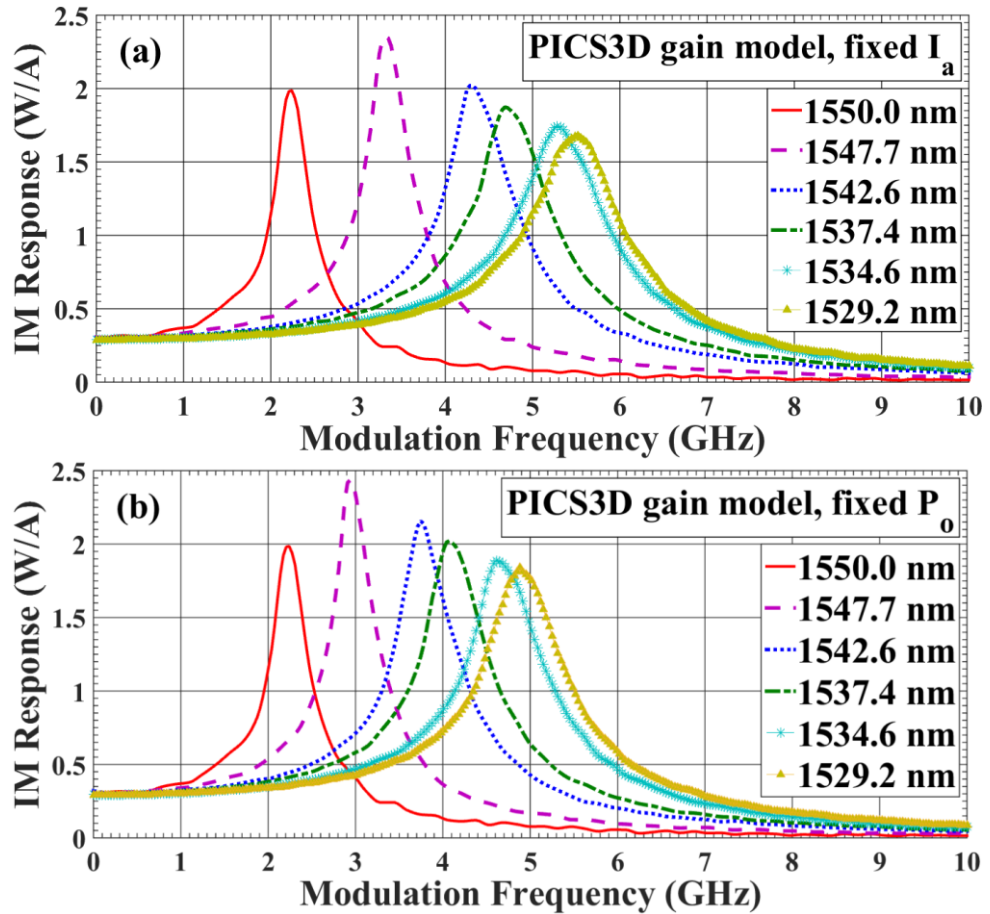 (a)
PICS3D gain model, fixed I_a
1550.0 nm
1547.7 nm
1542.6 nm
1537.4 nm
1534.6 nm
1529.2 nm
IM Response (W/A)
2.5
2
1.5
1
0.5
0
0 1 2 3 4 5 6 7 8 9 10
Modulation Frequency (GHz)
(b)
PICS3D gain model, fixed P_o
1550.0 nm
1547.7 nm
1542.6 nm
1537.4 nm
1534.6 nm
1529.2 nm
IM Response (W/A)
2.5
2
1.5
1
0.5
0
0 1 2 3 4 5 6 7 8 9 10
Modulation Frequency (GHz)